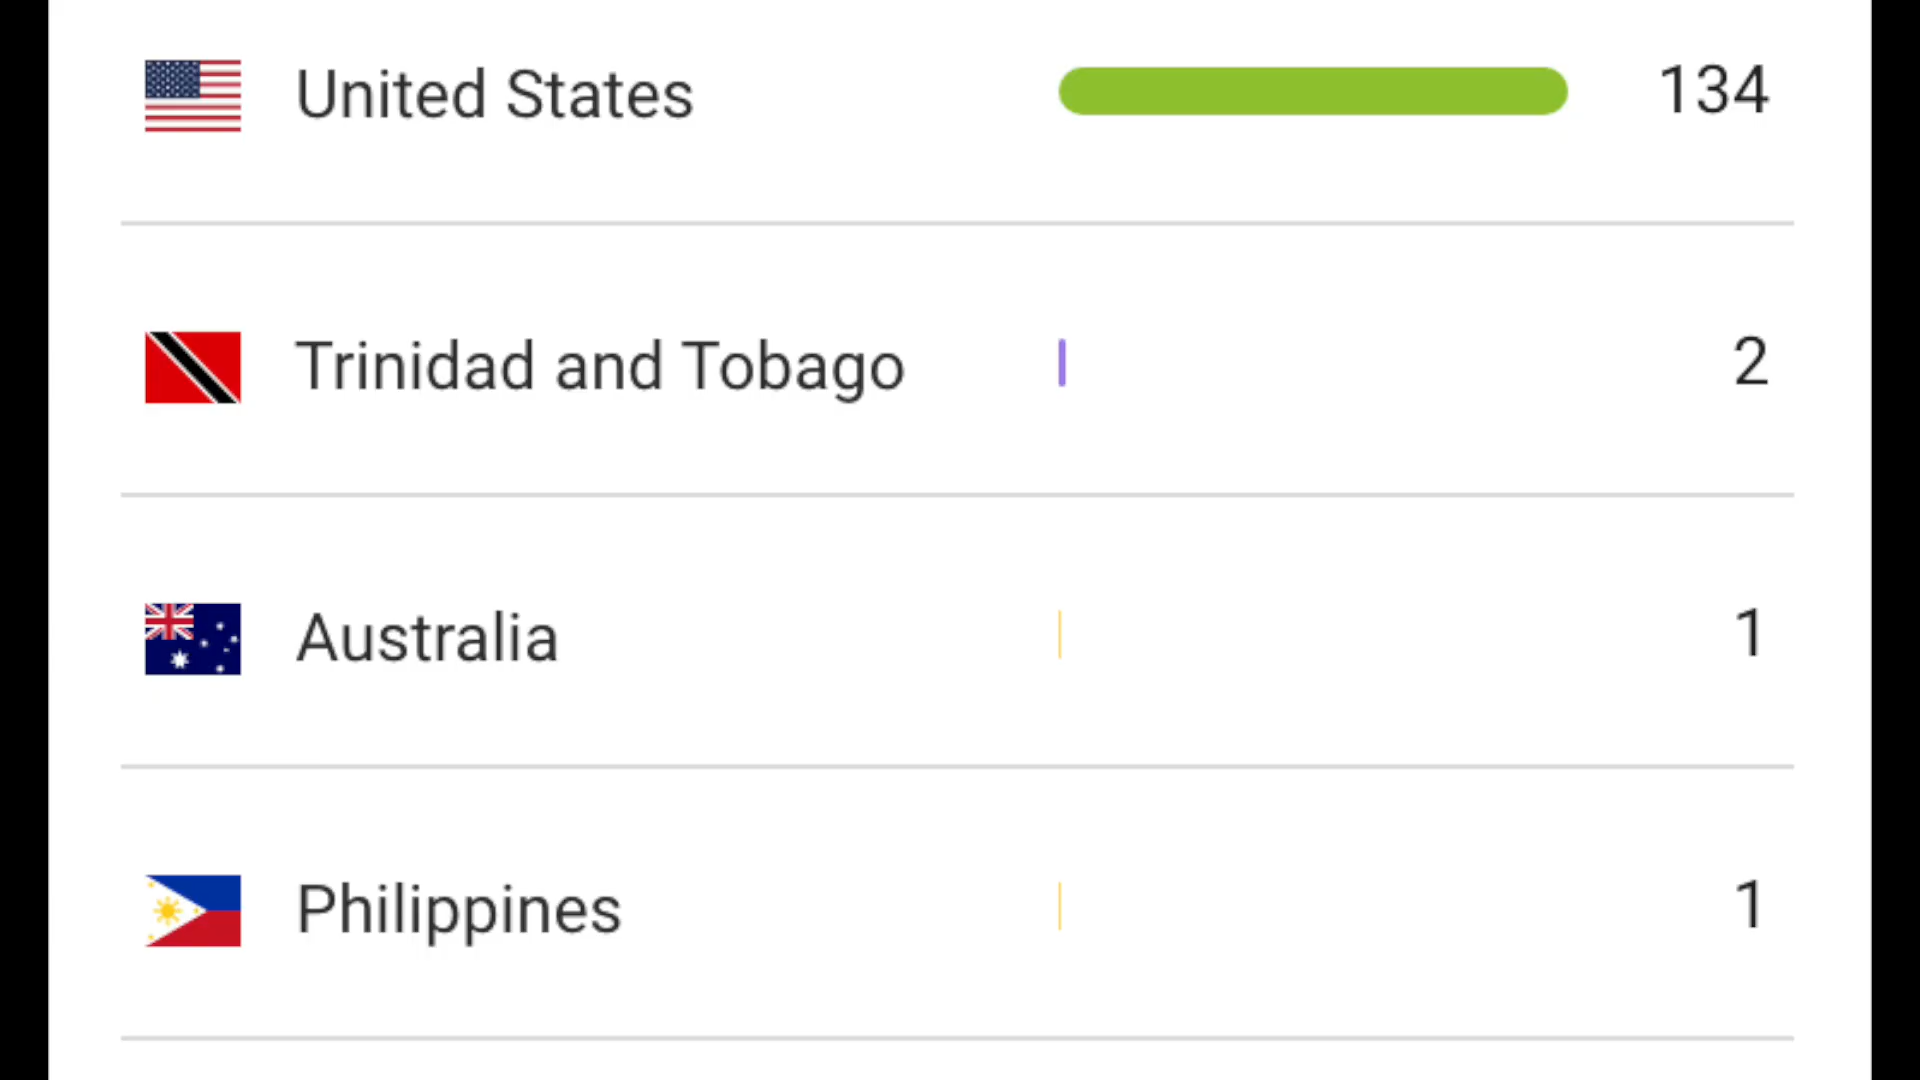 United States 134
Trinidad and Tobago 2
Australia 1
Philippines 1